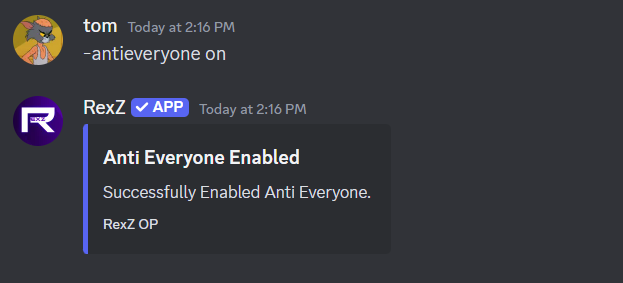 tom Today at 2:16 PM
-antieveryone on
RexZ ✓ APP Today at 2:16 PM
Anti Everyone Enabled
Successfully Enabled Anti Everyone.
RexZ OP